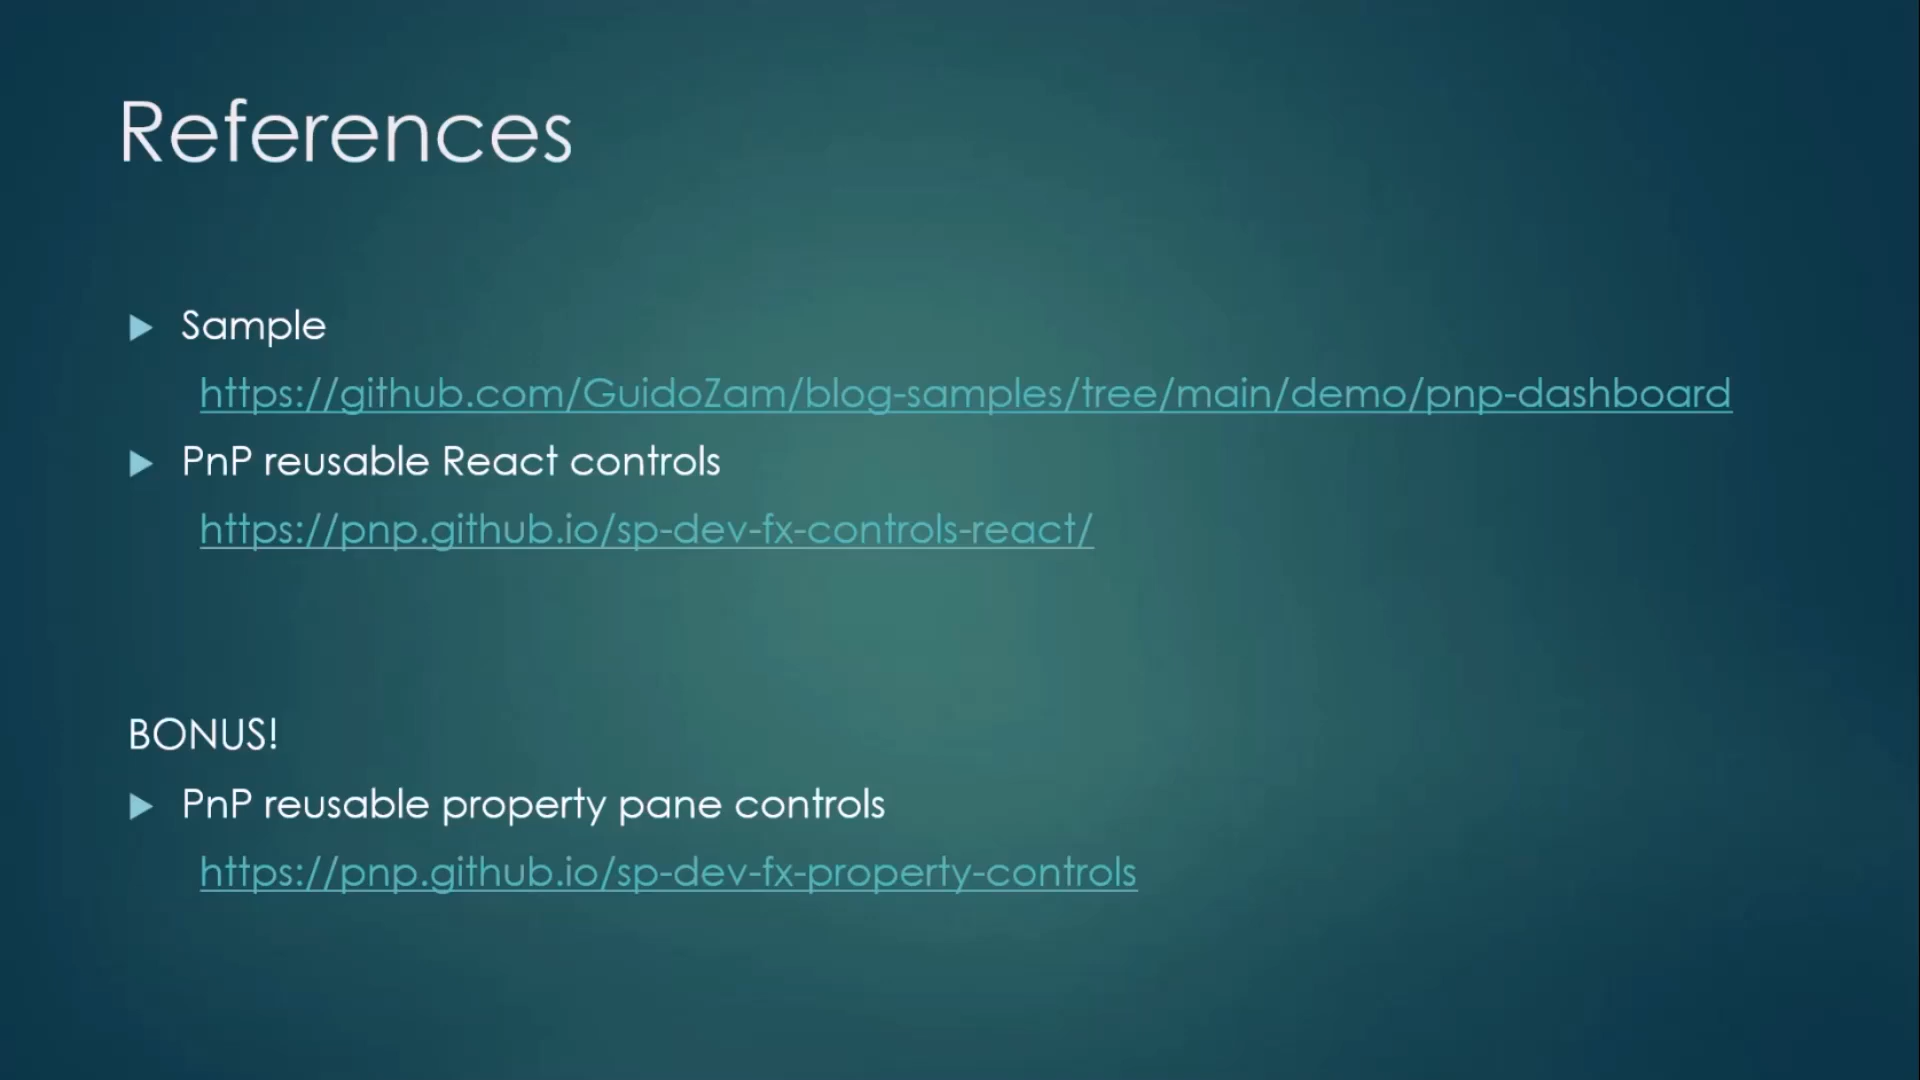 References
Sample
https://github.com/GuidoZam/blog-samples/tree/main/demo/pnp-dashboard
PnP reusable React controls
https://pnp.github.io/sp-dev-fx-controls-react/
BONUS!
PnP reusable property pane controls
https://pnp.github.io/sp-dev-fx-property-controls